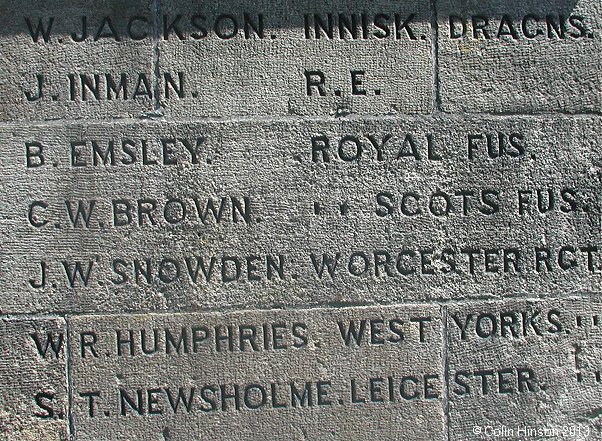 W. JACKSON. INNISK. DRAGNS.
J. INMAN. R.E.
B. EMSLEY. ROYAL FUS.
C.W. BROWN. " SCOTS FUS.
J.W. SNOWDEN. WORCESTER RGT.
W.R. HUMPHRIES. WEST YORKS. "
S.T. NEWSHOLME. LEICESTER. "
© Colin Hinson 2013